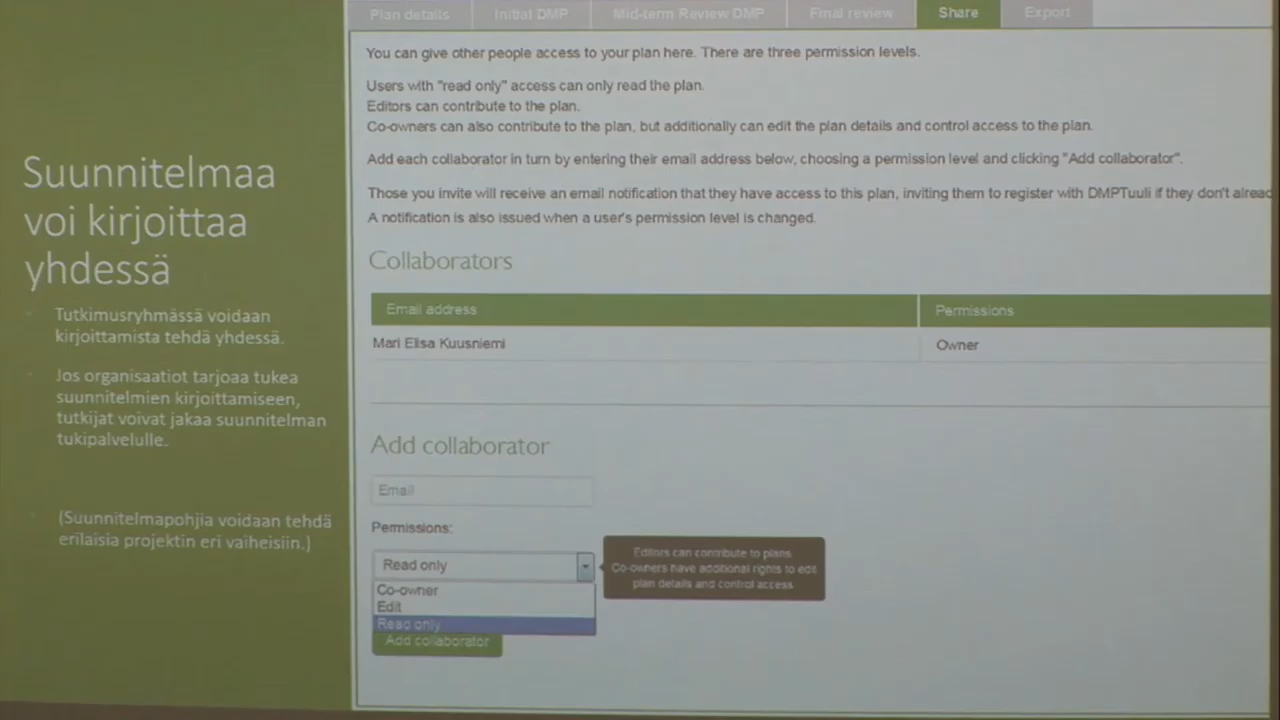 Suunnitelmaa
voi kirjoittaa
yhdessä
Tutkimusryhmässä voidaan
kirjoittamista tehdä yhdessä.
Jos organisaatiot tarjoaa tukea
suunnitelmien kirjoittamiseen,
tutkijat voivat jakaa suunnitelman
tukipalvelulle.
(Suunnitelmapohjia voidaan tehdä
erilaisia projektin eri vaiheisiin.)
Plan details Initial DMP Mid-term Review DMP Final review Share Export
You can give other people access to your plan here. There are three permission levels.
Users with "read only" access can only read the plan.
Editors can contribute to the plan.
Co-owners can also contribute to the plan, but additionally can edit the plan details and control access to the plan.
Add each collaborator in turn by entering their email address below, choosing a permission level and clicking "Add collaborator".
Those you invite will receive an email notification that they have access to this plan, inviting them to register with DMPTuuli if they don't alread
A notification is also issued when a user's permission level is changed.
Collaborators
Email address Permissions
Mari Elisa Kuusniemi Owner
Add collaborator
Email
Permissions:
Read only
Co-owner
Edit
Read only
Add collaborator
Editors can contribute to plans.
Co-owners have additional rights to edit
plan details and control access